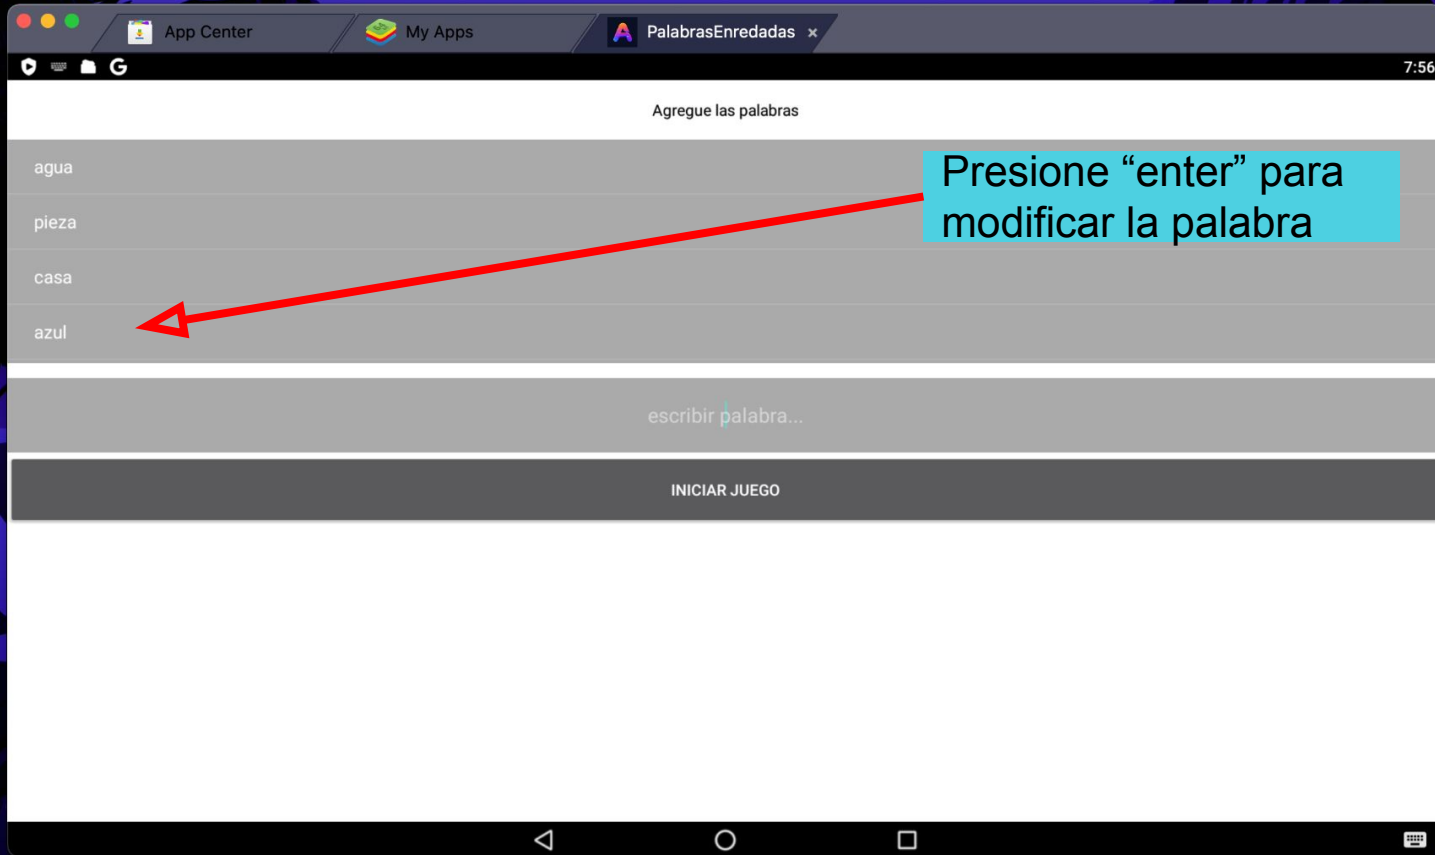 App Center
My Apps
PalabrasEnredadas
G
7:56
Agregue las palabras
agua
Presione “enter” para
modificar la palabra
pieza
casa
azul
escribir palabra...
INICIAR JUEGO